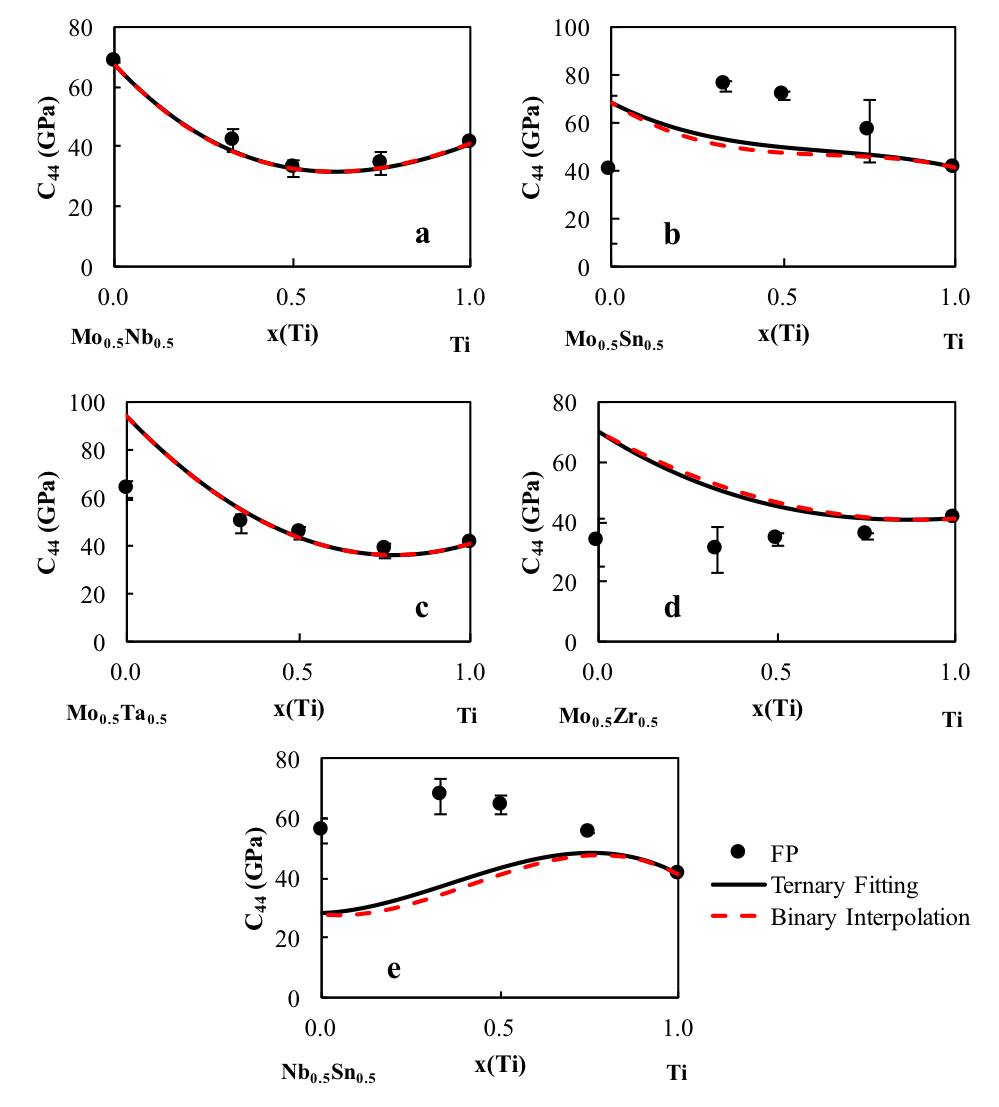 80
60
40
20
0
C₄₄ (GPa)
a
0.0 0.5 1.0
Mo₀.₅Nb₀.₅ x(Ti) Ti
100
80
60
40
20
0
C₄₄ (GPa)
b
0.0 0.5 1.0
Mo₀.₅Sn₀.₅ x(Ti) Ti
100
80
60
40
20
0
C₄₄ (GPa)
c
0.0 0.5 1.0
Mo₀.₅Ta₀.₅ x(Ti) Ti
80
60
40
20
0
C₄₄ (GPa)
d
0.0 0.5 1.0
Mo₀.₅Zr₀.₅ x(Ti) Ti
80
60
40
20
0
C₄₄ (GPa)
e
0.0 0.5 1.0
Nb₀.₅Sn₀.₅ x(Ti) Ti
FP
Ternary Fitting
Binary Interpolation